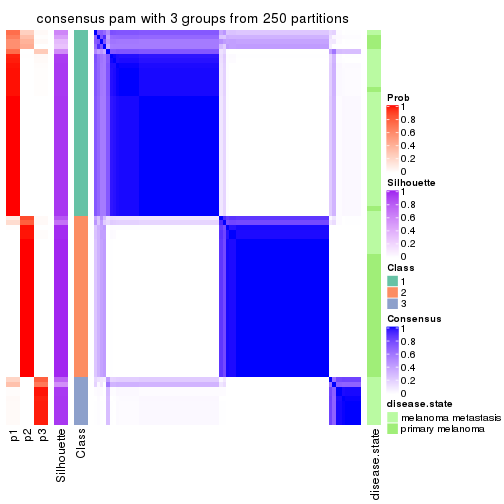 consensus pam with 3 groups from 250 partitions
Prob
1
0.8
0.6
0.4
0.2
0
Silhouette
1
0.8
0.6
0.4
0.2
0
Class
1
2
3
Consensus
1
0.8
0.6
0.4
0.2
0
disease.state
melanoma metastasis
primary melanoma
p1
p2
p3
Silhouette
Class
disease.state